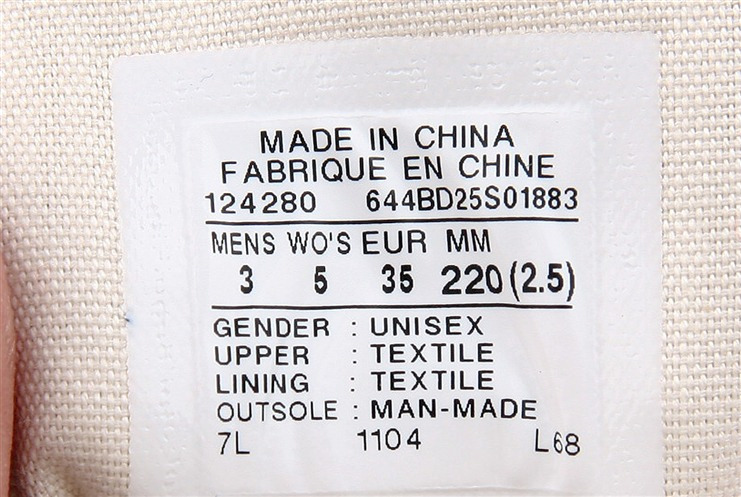 MADE IN CHINA
FABRIQUE EN CHINE
124280 644BD25S01883
MENS WO'S EUR MM
3 5 35 220 (2.5)
GENDER : UNISEX
UPPER : TEXTILE
LINING : TEXTILE
OUTSOLE : MAN-MADE
7L 1104 L68